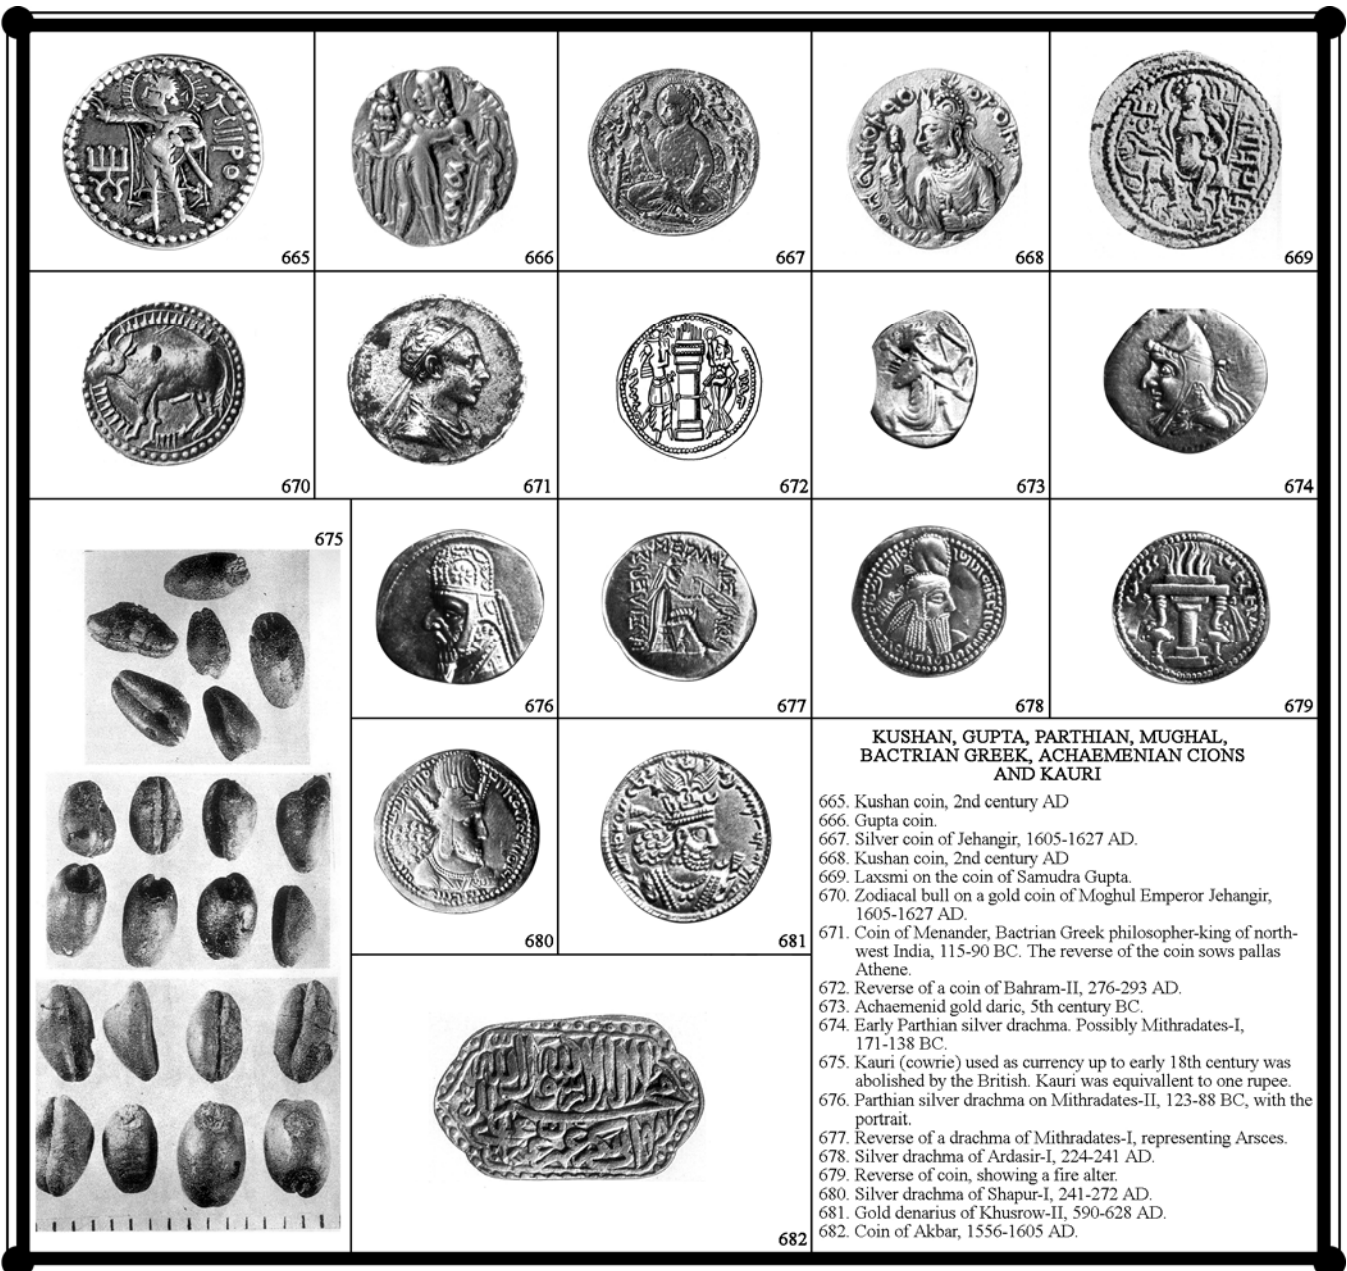 665
666
667
668
669
670
671
672
673
674
675
676
677
678
679
680
681
682
KUSHAN, GUPTA, PARTHIAN, MUGHAL,
BACTRIAN GREEK, ACHAEMENIAN CIONS
AND KAURI
665. Kushan coin, 2nd century AD
666. Gupta coin.
667. Silver coin of Jehangir, 1605-1627 AD.
668. Kushan coin, 2nd century AD
669. Laxsmi on the coin of Samudra Gupta.
670. Zodiacal bull on a gold coin of Moghul Emperor Jehangir,
1605-1627 AD.
671. Coin of Menander, Bactrian Greek philosopher-king of north-
west India, 115-90 BC. The reverse of the coin sows pallas
Athene.
672. Reverse of a coin of Bahram-II, 276-293 AD.
673. Achaemenid gold daric, 5th century BC.
674. Early Parthian silver drachma. Possibly Mithradates-I,
171-138 BC.
675. Kauri (cowrie) used as currency up to early 18th century was
abolished by the British. Kauri was equivallent to one rupee.
676. Parthian silver drachma on Mithradates-II, 123-88 BC, with the
portrait.
677. Reverse of a drachma of Mithradates-I, representing Arsces.
678. Silver drachma of Ardasir-I, 224-241 AD.
679. Reverse of coin, showing a fire alter.
680. Silver drachma of Shapur-I, 241-272 AD.
681. Gold denarius of Khusrow-II, 590-628 AD.
682. Coin of Akbar, 1556-1605 AD.